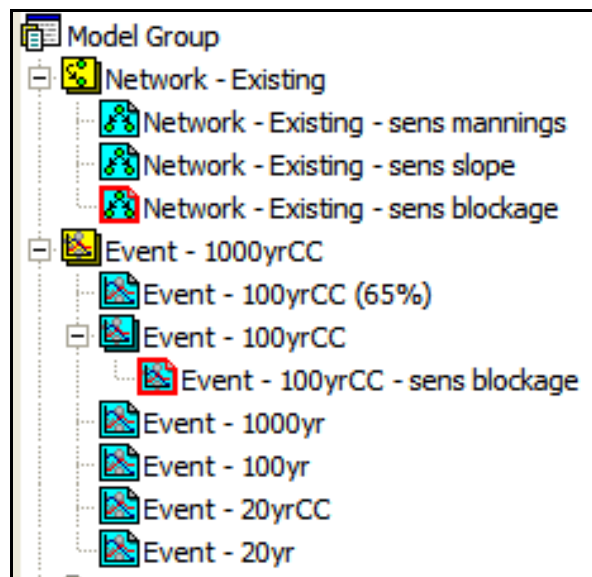 Model Group
Network - Existing
Network - Existing - sens mannings
Network - Existing - sens slope
Network - Existing - sens blockage
Event - 1000yrCC
Event - 100yrCC (65%)
Event - 100yrCC
Event - 100yrCC - sens blockage
Event - 1000yr
Event - 100yr
Event - 20yrCC
Event - 20yr